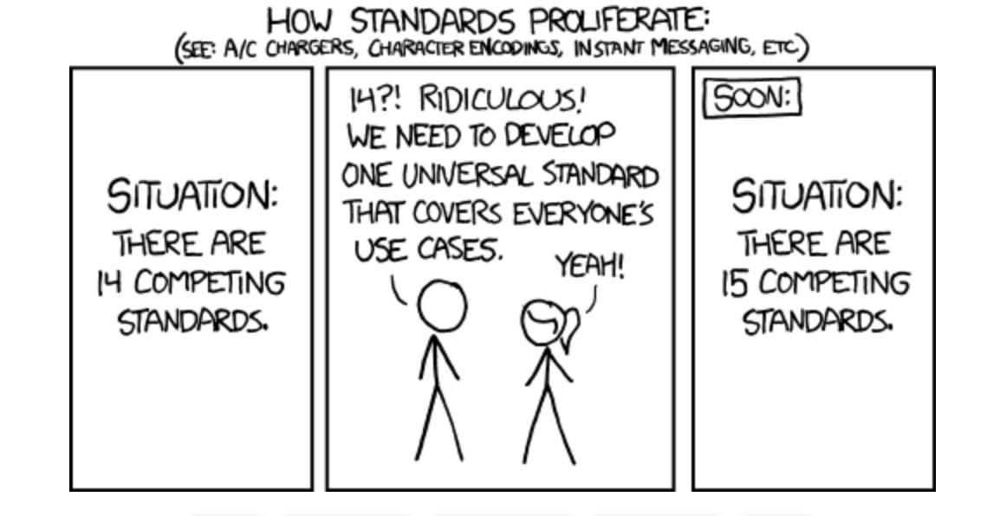 HOW STANDARDS PROLIFERATE:
(SEE: A/C CHARGERS, CHARACTER ENCODINGS, INSTANT MESSAGING, ETC)
SITUATION:
THERE ARE
14 COMPETING
STANDARDS.
14?! RIDICULOUS!
WE NEED TO DEVELOP
ONE UNIVERSAL STANDARD
THAT COVERS EVERYONE'S
USE CASES.
YEAH!
SOON:
SITUATION:
THERE ARE
15 COMPETING
STANDARDS.